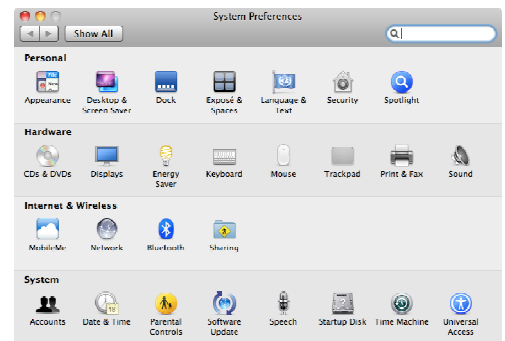 System Preferences
Show All
Personal
Appearance
Desktop & Screen Saver
Dock
Exposé & Spaces
Language & Text
Security
Spotlight
Hardware
CDs & DVDs
Displays
Energy Saver
Keyboard
Mouse
Trackpad
Print & Fax
Sound
Internet & Wireless
MobileMe
Network
Bluetooth
Sharing
System
Accounts
Date & Time
Parental Controls
Software Update
Speech
Startup Disk
Time Machine
Universal Access